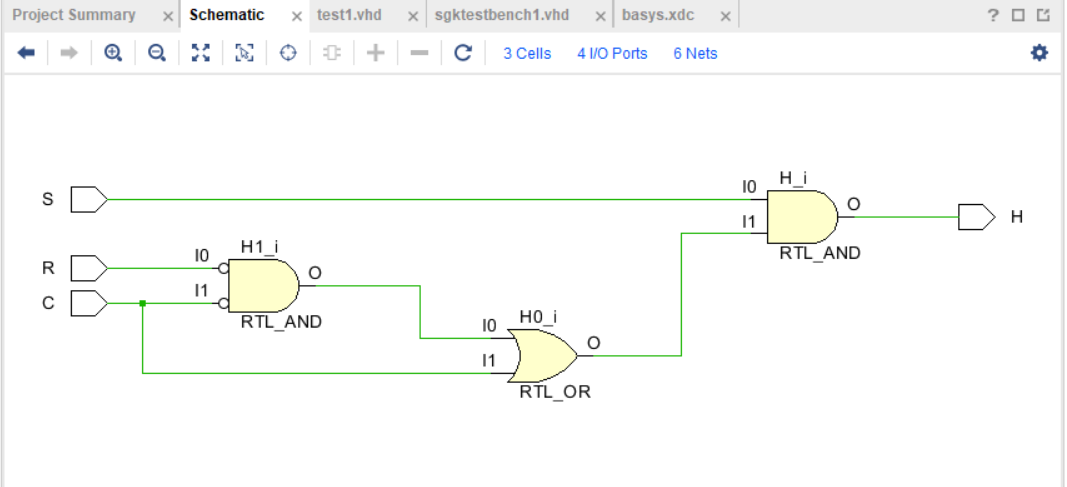 Project Summary × Schematic × test1.vhd × sgktestbench1.vhd × basys.xdc × ?
3 Cells 4 I/O Ports 6 Nets
H_i
S I0 O
I1 H
RTL_AND
H1_i
R I0 O
C I1
RTL_AND
H0_i
I0 O
I1
RTL_OR